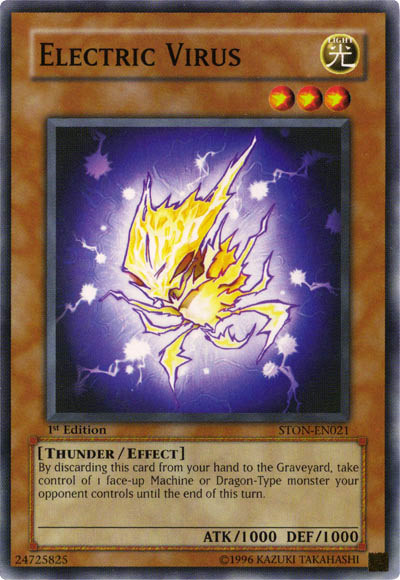 ELECTRIC VIRUS
LIGHT
光
1st Edition
STON-EN021
[THUNDER/EFFECT]
By discarding this card from your hand to the Graveyard, take
control of 1 face-up Machine or Dragon-Type monster your
opponent controls until the end of this turn.
ATK/1000 DEF/1000
24725825
©1996 KAZUKI TAKAHASHI